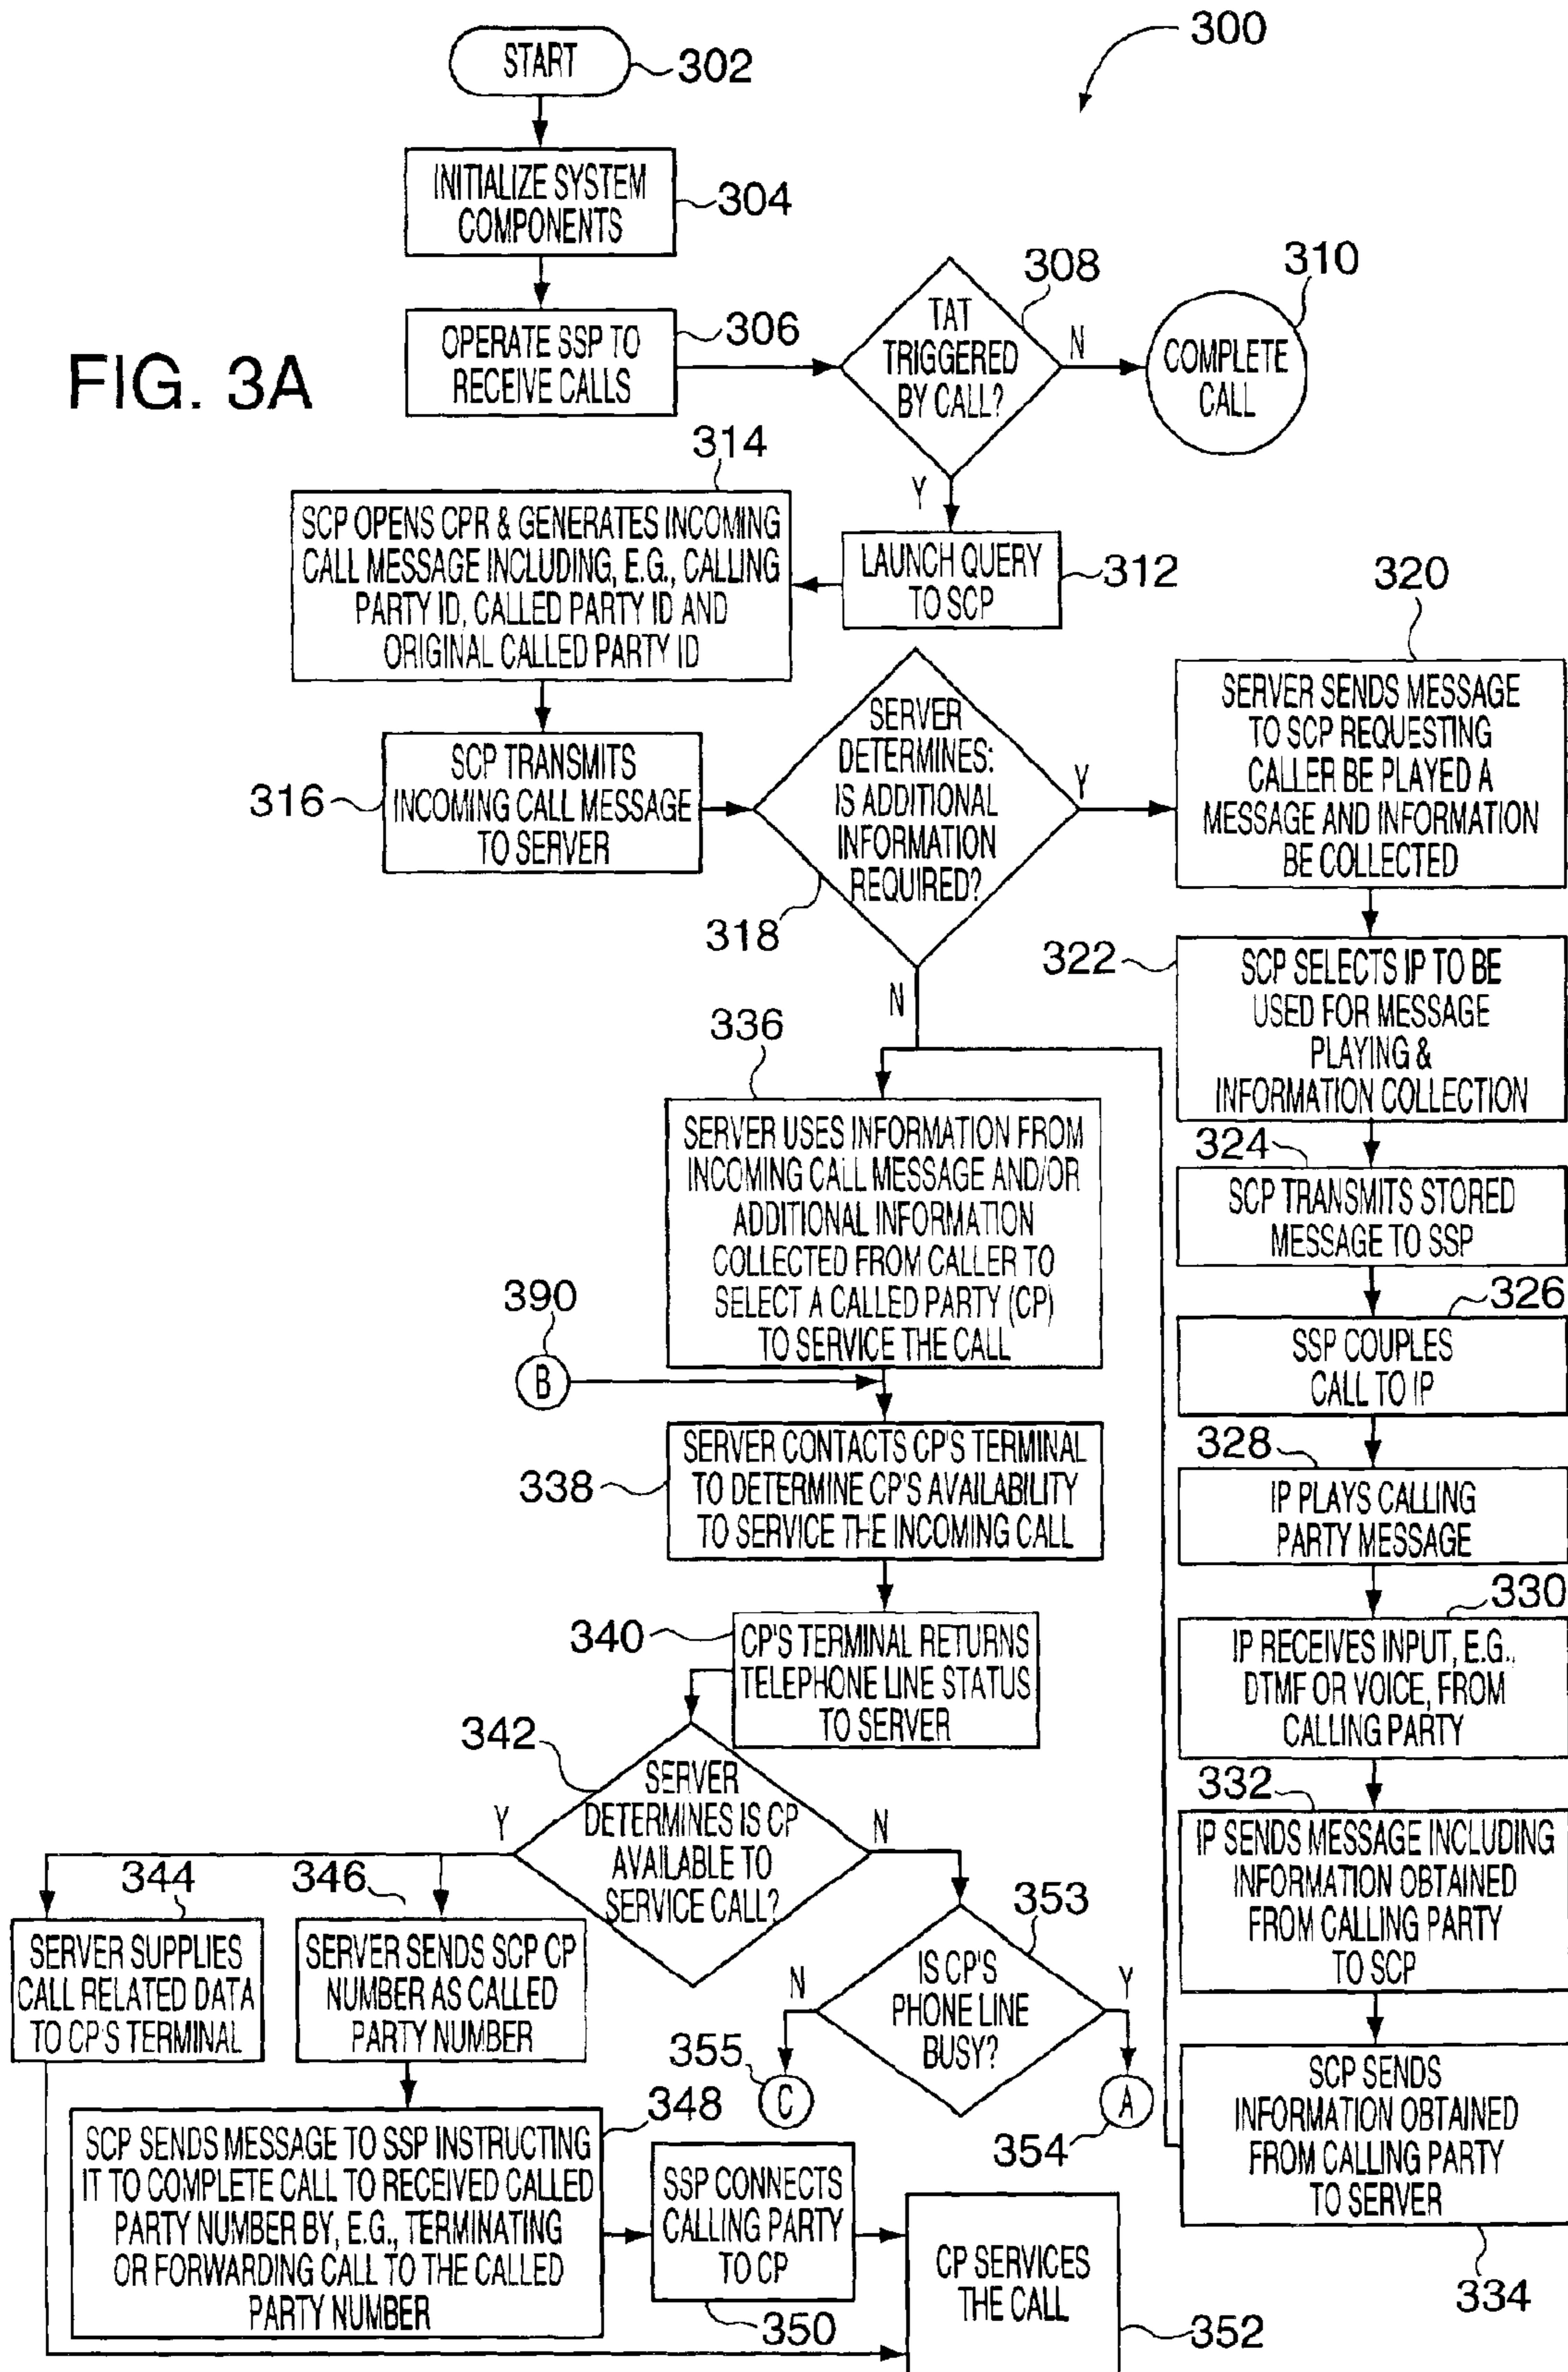 300
START
302
INITIALIZE SYSTEM
COMPONENTS
304
FIG. 3A
OPERATE SSP TO
RECEIVE CALLS
306
TAT
TRIGGERED
BY CALL?
308
N
310
COMPLETE
CALL
Y
LAUNCH QUERY
TO SCP
312
314
SCP OPENS CPR & GENERATES INCOMING
CALL MESSAGE INCLUDING, E.G., CALLING
PARTY ID, CALLED PARTY ID AND
ORIGINAL CALLED PARTY ID
316
SCP TRANSMITS
INCOMING CALL MESSAGE
TO SERVER
SERVER
DETERMINES:
IS ADDITIONAL
INFORMATION
REQUIRED?
318
Y
320
SERVER SENDS MESSAGE
TO SCP REQUESTING
CALLER BE PLAYED A
MESSAGE AND INFORMATION
BE COLLECTED
322
SCP SELECTS IP TO BE
USED FOR MESSAGE
PLAYING &
INFORMATION COLLECTION
324
SCP TRANSMITS STORED
MESSAGE TO SSP
326
SSP COUPLES
CALL TO IP
328
IP PLAYS CALLING
PARTY MESSAGE
330
IP RECEIVES INPUT, E.G.,
DTMF OR VOICE, FROM
CALLING PARTY
332
IP SENDS MESSAGE INCLUDING
INFORMATION OBTAINED
FROM CALLING PARTY
TO SCP
SCP SENDS
INFORMATION OBTAINED
FROM CALLING PARTY
TO SERVER
334
N
336
SERVER USES INFORMATION FROM
INCOMING CALL MESSAGE AND/OR
ADDITIONAL INFORMATION
COLLECTED FROM CALLER TO
SELECT A CALLED PARTY (CP)
TO SERVICE THE CALL
390
B
338
SERVER CONTACTS CP'S TERMINAL
TO DETERMINE CP'S AVAILABILITY
TO SERVICE THE INCOMING CALL
340
CP'S TERMINAL RETURNS
TELEPHONE LINE STATUS
TO SERVER
342
SERVER
DETERMINES IS CP
AVAILABLE TO
SERVICE CALL?
Y
N
344
SERVER SUPPLIES
CALL RELATED DATA
TO CP'S TERMINAL
346
SERVER SENDS SCP CP
NUMBER AS CALLED
PARTY NUMBER
353
IS CP'S
PHONE LINE
BUSY?
N
Y
355
C
A
354
348
SCP SENDS MESSAGE TO SSP INSTRUCTING
IT TO COMPLETE CALL TO RECEIVED CALLED
PARTY NUMBER BY, E.G., TERMINATING
OR FORWARDING CALL TO THE CALLED
PARTY NUMBER
SSP CONNECTS
CALLING PARTY
TO CP
350
CP SERVICES
THE CALL
352